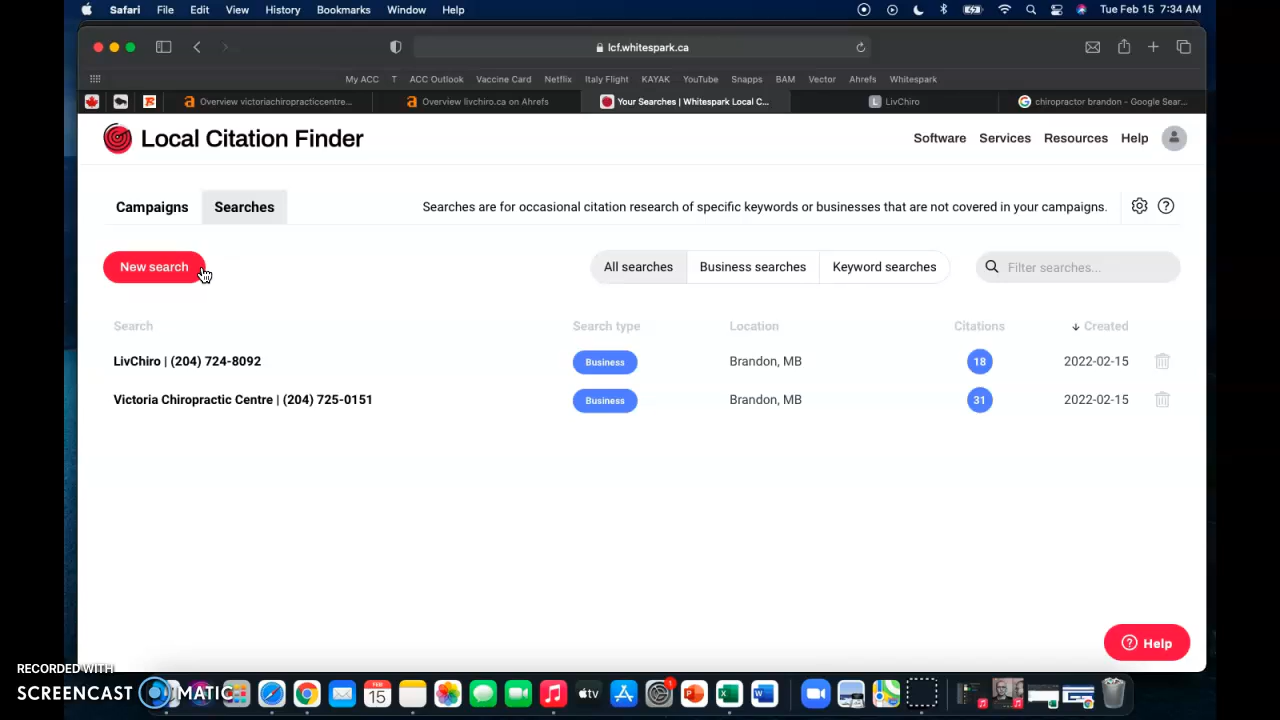 Safari File Edit View History Bookmarks Window Help Tue Feb 15 7:34 AM
lcf.whitespark.ca
My ACC T ACC Outlook Vaccine Card Netflix Italy Flight KAYAK YouTube Snapps BAM Vector Ahrefs Whitespark
Overview victoriachiropracticcentre... Overview livchiro.ca on Ahrefs Your Searches | Whitespark Local C... LivChiro chiropractor brandon - Google Sear...
Local Citation Finder Software Services Resources Help
Campaigns Searches Searches are for occasional citation research of specific keywords or businesses that are not covered in your campaigns.
New search All searches Business searches Keyword searches Filter searches...
Search Search type Location Citations Created
LivChiro | (204) 724-8092 Business Brandon, MB 18 2022-02-15
Victoria Chiropractic Centre | (204) 725-0151 Business Brandon, MB 31 2022-02-15
Help
RECORDED WITH
SCREENCAST MATIC
FEB
15
tv
1